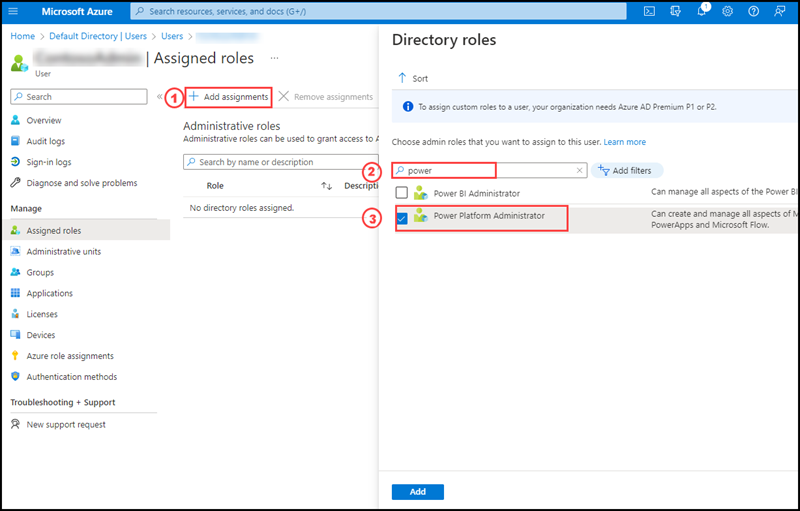 Microsoft Azure
Search resources, services, and docs (G+/)
1
Home > Default Directory | Users > Users >
| Assigned roles ...
User
Search
«
1
+ Add assignments
Remove assignments
Overview
Audit logs
Sign-in logs
Diagnose and solve problems
Manage
Assigned roles
Administrative units
Groups
Applications
Licenses
Devices
Azure role assignments
Authentication methods
Troubleshooting + Support
New support request
Administrative roles
Administrative roles can be used to grant access to A
Search by name or description
Role
Descripti
No directory roles assigned.
Directory roles
Sort
To assign custom roles to a user, your organization needs Azure AD Premium P1 or P2.
Choose admin roles that you want to assign to this user. Learn more
2
power
Add filters
Power BI Administrator
Can manage all aspects of the Power BI
3
Power Platform Administrator
Can create and manage all aspects of M
PowerApps and Microsoft Flow.
Add